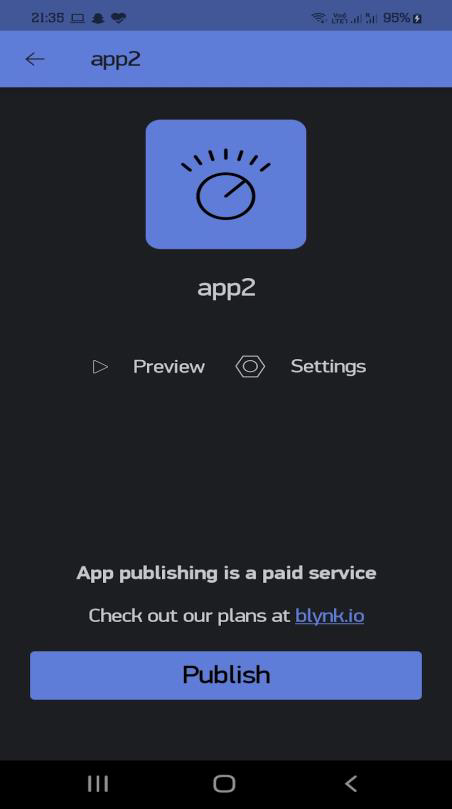 21:35 95%
app2
app2
Preview Settings
App publishing is a paid service
Check out our plans at blynk.io
Publish